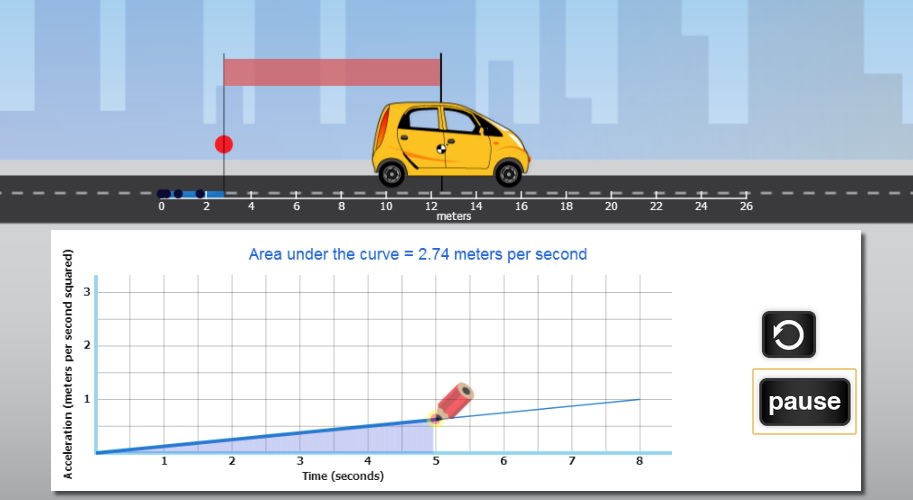 0 2 4 6 8 10 12 14 16 18 20 22 24 26
meters
Area under the curve = 2.74 meters per second
Acceleration (meters per second squared)
3
2
1
1 2 3 4 5 6 7 8
Time (seconds)
pause